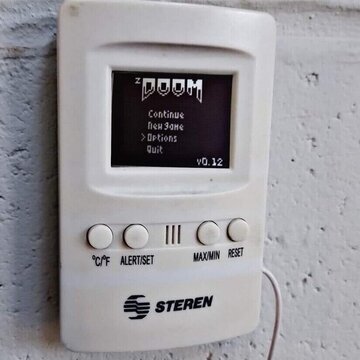 z DOOM
Continue
New game
> Options
Quit
v0.12
°C/°F ALERT/SET MAX/MIN RESET
STEREN